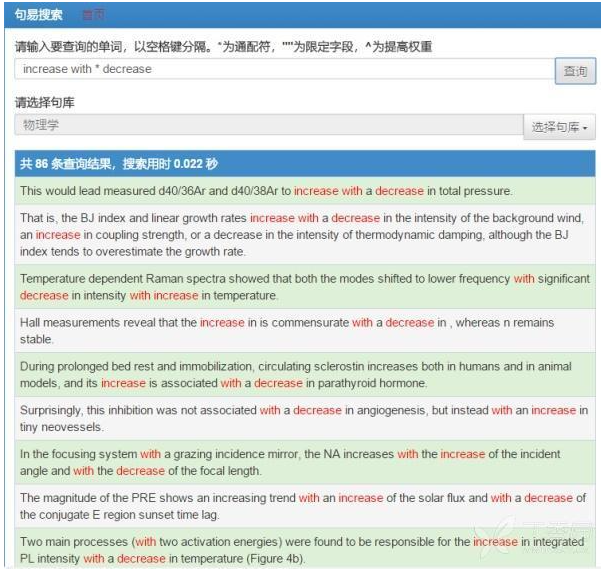 句易搜索 首页
请输入要查询的单词，以空格键分隔。*为通配符，""为限定字段，^为提高权重
increase with * decrease 查询
请选择句库
物理学 选择句库
共 86 条查询结果，搜索用时 0.022 秒
This would lead measured d40/36Ar and d40/38Ar to increase with a decrease in total pressure.
That is, the BJ index and linear growth rates increase with a decrease in the intensity of the background wind,
an increase in coupling strength, or a decrease in the intensity of thermodynamic damping, although the BJ
index tends to overestimate the growth rate.
Temperature dependent Raman spectra showed that both the modes shifted to lower frequency with significant
decrease in intensity with increase in temperature.
Hall measurements reveal that the increase in is commensurate with a decrease in , whereas n remains
stable.
During prolonged bed rest and immobilization, circulating sclerostin increases both in humans and in animal
models, and its increase is associated with a decrease in parathyroid hormone.
Surprisingly, this inhibition was not associated with a decrease in angiogenesis, but instead with an increase in
tiny neovessels.
In the focusing system with a grazing incidence mirror, the NA increases with the increase of the incident
angle and with the decrease of the focal length.
The magnitude of the PRE shows an increasing trend with an increase of the solar flux and with a decrease of
the conjugate E region sunset time lag.
Two main processes (with two activation energies) were found to be responsible for the increase in integrated
PL intensity with a decrease in temperature (Figure 4b).